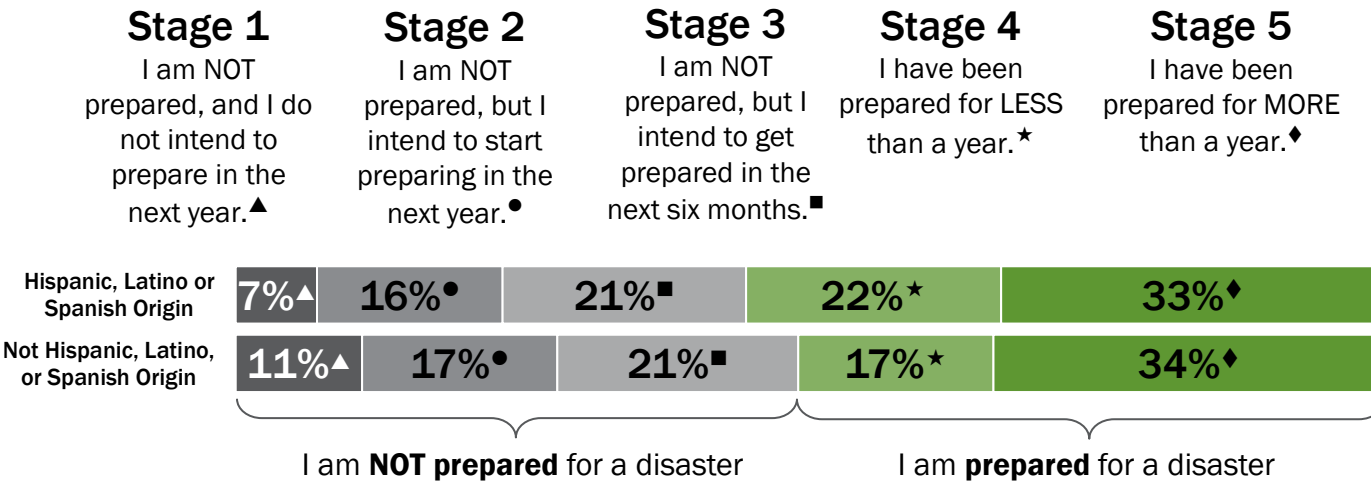 Stage 1
I am NOT
prepared, and I do
not intend to
prepare in the
next year.▲
Stage 2
I am NOT
prepared, but I
intend to start
preparing in the
next year.●
Stage 3
I am NOT
prepared, but I
intend to get
prepared in the
next six months.■
Stage 4
I have been
prepared for LESS
than a year.★
Stage 5
I have been
prepared for MORE
than a year.♦
Hispanic, Latino or
Spanish Origin
7%▲ 16%● 21%■ 22%★ 33%♦
Not Hispanic, Latino,
or Spanish Origin
11%▲ 17%● 21%■ 17%★ 34%♦
I am NOT prepared for a disaster
I am prepared for a disaster